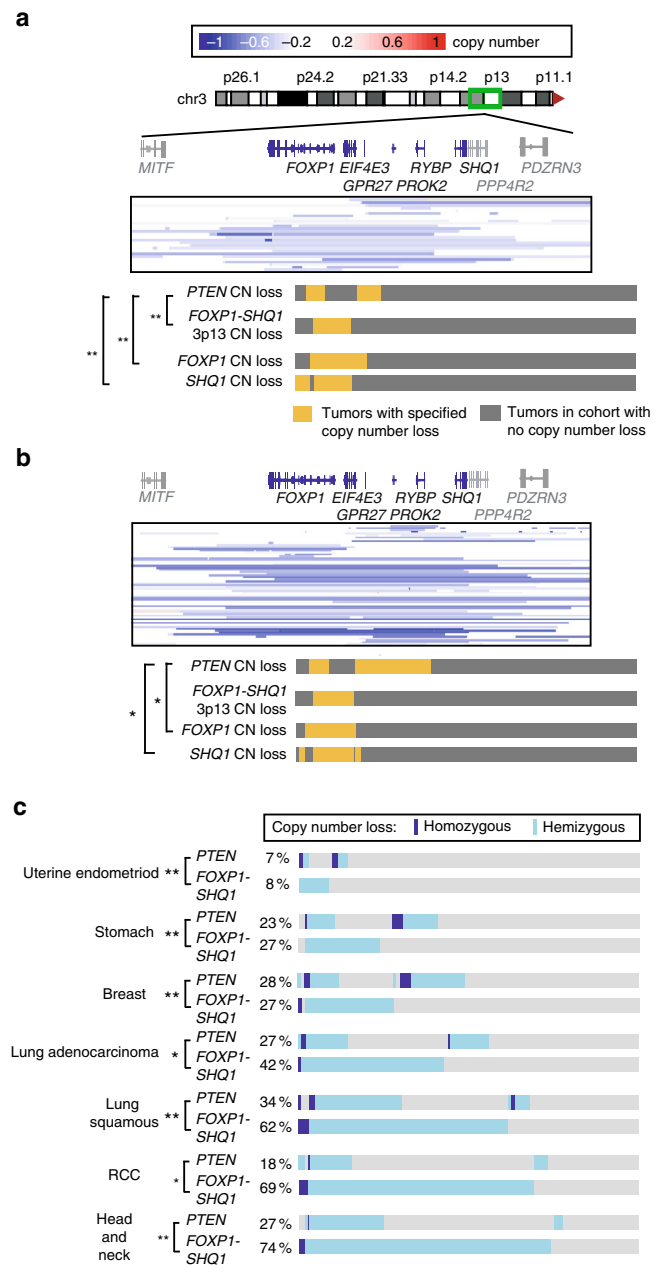 a
−1 −0.6 −0.2 0.2 0.6 1 copy number
p26.1 p24.2 p21.33 p14.2 p13 p11.1
chr3
MITF FOXP1 EIF4E3 RYBP SHQ1 PDZRN3
GPR27 PROK2 PPP4R2
PTEN CN loss
FOXP1-SHQ1
3p13 CN loss
FOXP1 CN loss
SHQ1 CN loss
** ** **
Tumors with specified
copy number loss
Tumors in cohort with
no copy number loss
b
MITF FOXP1 EIF4E3 RYBP SHQ1 PDZRN3
GPR27 PROK2 PPP4R2
PTEN CN loss
FOXP1-SHQ1
3p13 CN loss
FOXP1 CN loss
SHQ1 CN loss
* *
c
Copy number loss: Homozygous Hemizygous
Uterine endometriod ** PTEN 7 %
FOXP1-
SHQ1 8 %
Stomach ** PTEN 23 %
FOXP1-
SHQ1 27 %
Breast ** PTEN 28 %
FOXP1-
SHQ1 27 %
Lung adenocarcinoma * PTEN 27 %
FOXP1-
SHQ1 42 %
Lung
squamous ** PTEN 34 %
FOXP1-
SHQ1 62 %
RCC * PTEN 18 %
FOXP1-
SHQ1 69 %
Head
and
neck ** PTEN 27 %
FOXP1-
SHQ1 74 %